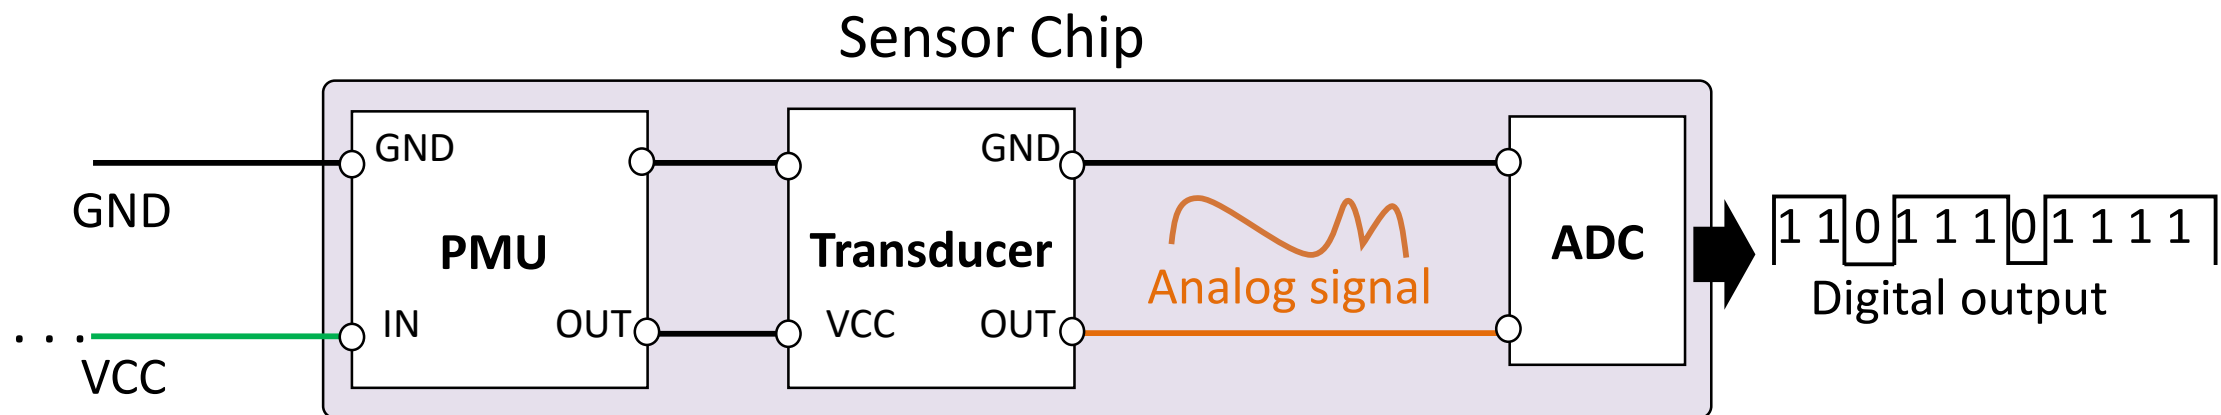 Sensor Chip
GND
GND
PMU
IN
OUT
. . .
VCC
GND
Transducer
VCC
OUT
Analog signal
ADC
1 1 0 1 1 1 0 1 1 1 1
Digital output